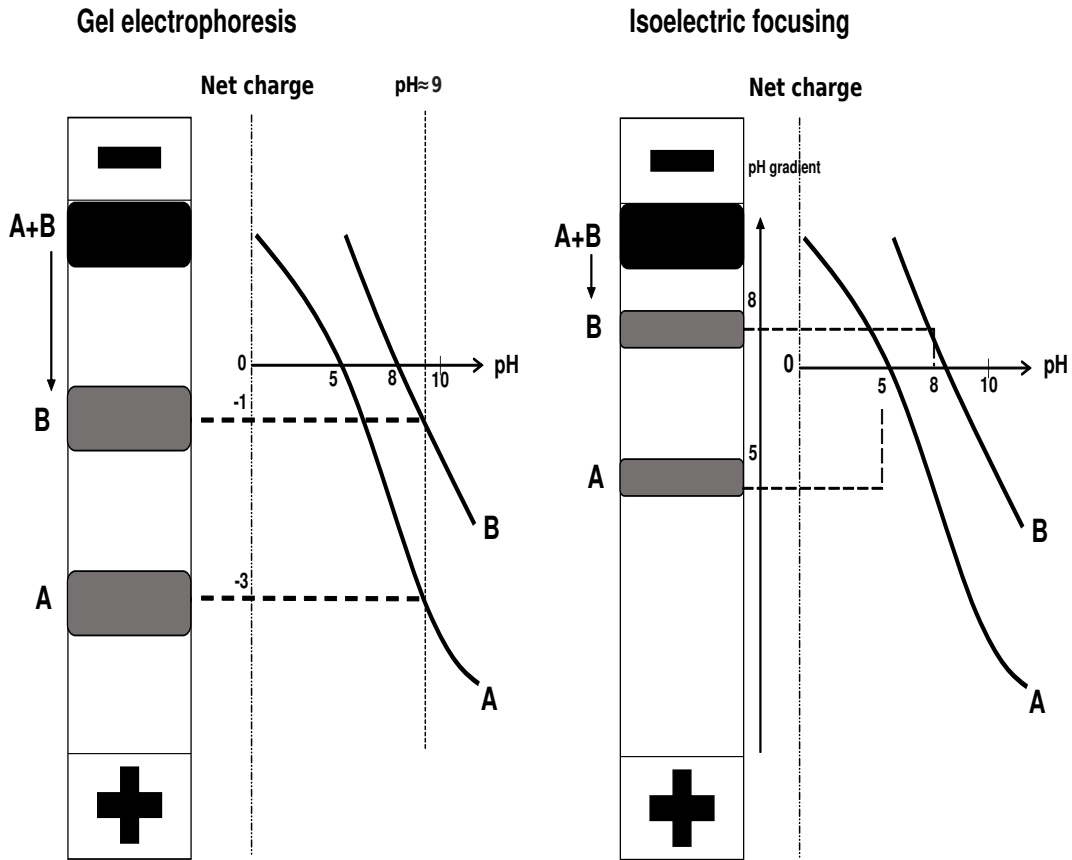 Gel electrophoresis
Net charge
pH≈ 9
A+B
0
5
8
10
pH
-1
B
B
-3
A
A
Isoelectric focusing
Net charge
pH gradient
A+B
8
B
0
5
8
10
pH
5
A
B
A